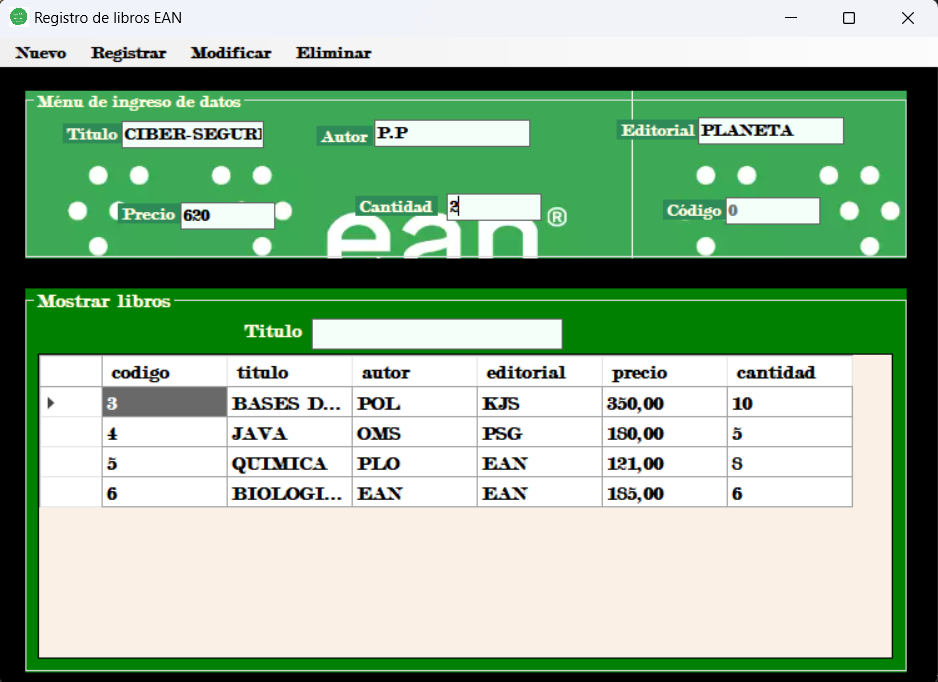 Registro de libros EAN
Nuevo Registrar Modificar Eliminar
Ménu de ingreso de datos
Titulo CIBER-SEGURI Autor P.P Editorial PLANETA
Precio 620 Cantidad 2 Código 0
ean®
Mostrar libros
Titulo
codigo titulo autor editorial precio cantidad
3 BASES D... POL KJS 350,00 10
4 JAVA OMS PSG 180,00 5
5 QUIMICA PLO EAN 121,00 8
6 BIOLOGI... EAN EAN 185,00 6